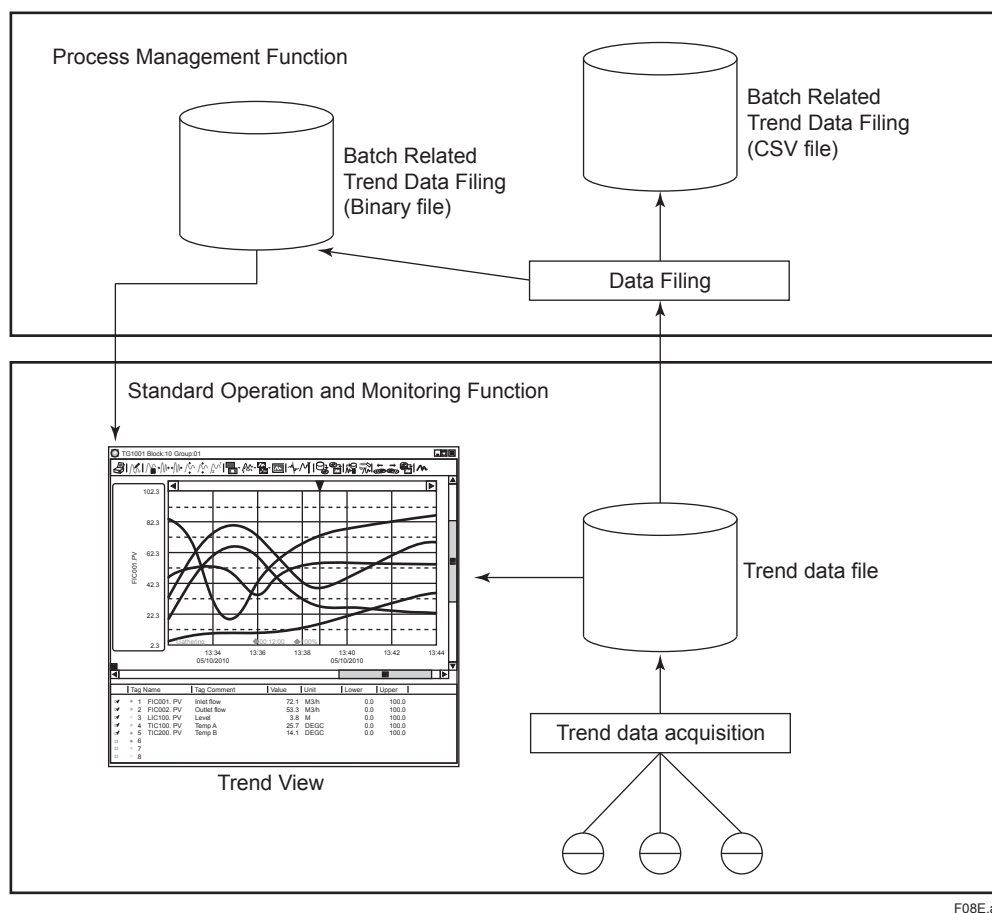 Process Management Function
Batch Related
Trend Data Filing
(CSV file)
Batch Related
Trend Data Filing
(Binary file)
Data Filing
Standard Operation and Monitoring Function
TG1001 Block:10 Group:01
102.3
82.3
62.3
42.3
22.3
2.3
FIC001.PV
Gathering
00:12:00
100%
13:34
13:36
13:38
13:40
13:42
13:44
05/10/2010
05/10/2010
Tag Name Tag Comment Value Unit Lower Upper
1 FIC001. PV Inlet flow 72.1 M3/h 0.0 100.0
2 FIC002. PV Outlet flow 53.3 M3/h 0.0 100.0
3 LIC100. PV Level 3.8 M 0.0 100.0
4 TIC100. PV Temp A 25.7 DEGC 0.0 100.0
5 TIC200. PV Temp B 14.1 DEGC 0.0 100.0
6
7
8
Trend View
Trend data file
Trend data acquisition